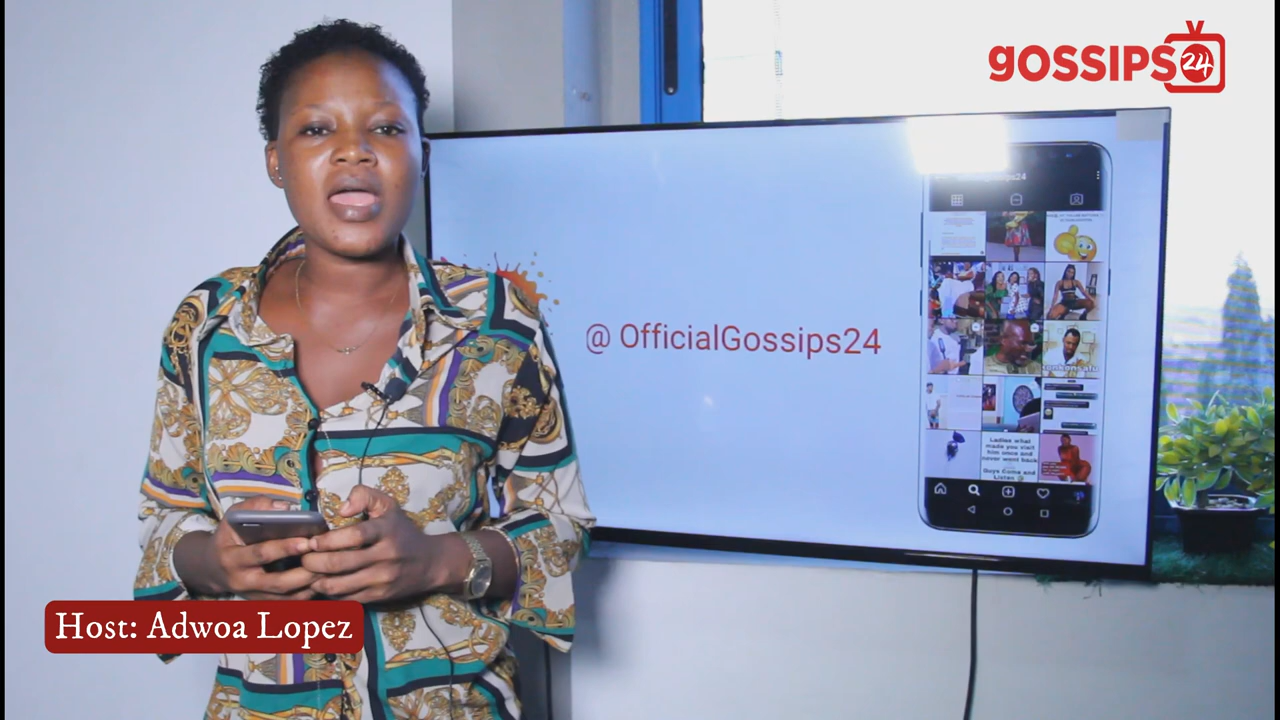 gOSSIPS24
@ OfficialGossips24
Ladies what
made you visit
him once and
never went back
Guys Come and
Listen
Host: Adwoa Lopez